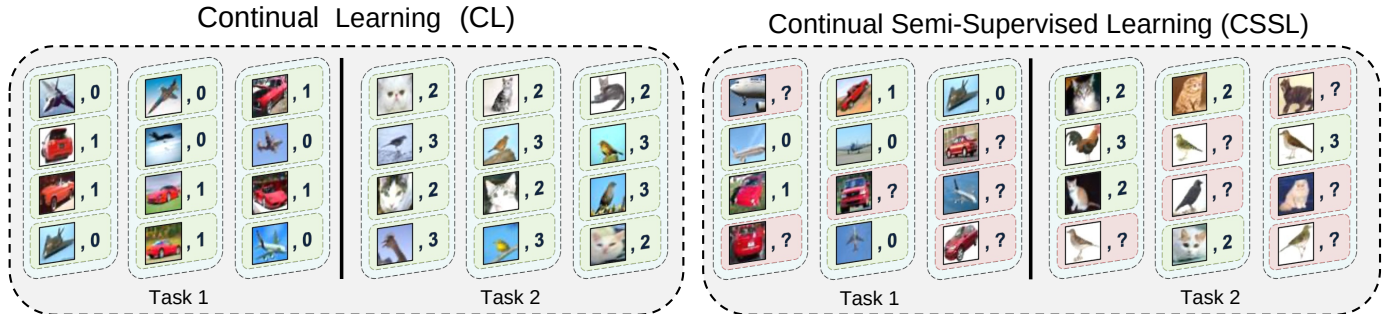 Continual Learning (CL)
, 0 , 0 , 1 , 2 , 2 , 2
, 1 , 0 , 0 , 3 , 3 , 3
, 1 , 1 , 1 , 2 , 2 , 3
, 0 , 1 , 0 , 3 , 3 , 2
Task 1 Task 2
Continual Semi-Supervised Learning (CSSL)
, ? , 1 , 0 , 2 , 2 , ?
, 0 , 0 , ? , 3 , ? , 3
, 1 , ? , ? , 2 , ? , ?
, ? , 0 , ? , ? , 2 , ?
Task 1 Task 2